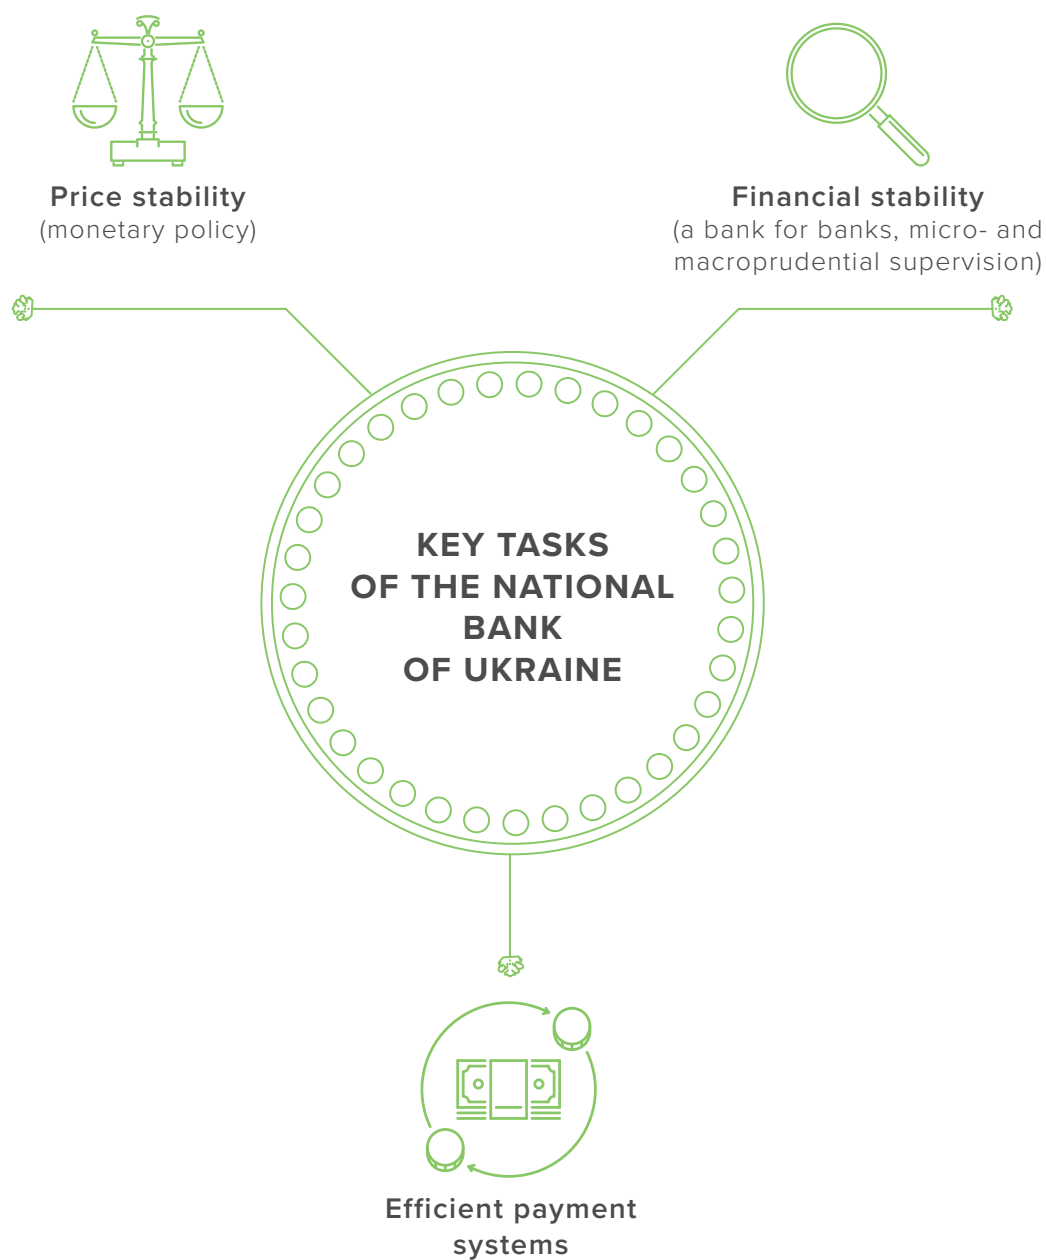 Price stability
(monetary policy)
Financial stability
(a bank for banks, micro- and
macroprudential supervision)
KEY TASKS
OF THE NATIONAL
BANK
OF UKRAINE
Efficient payment
systems